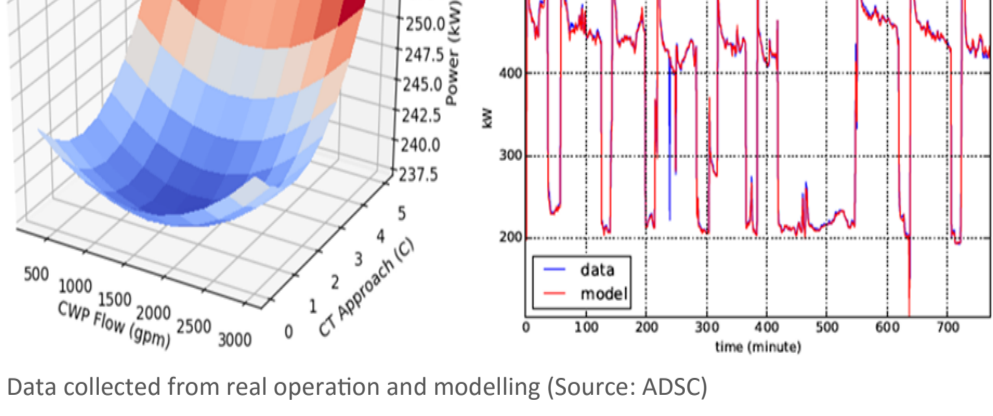 250.0
247.5
245.0
242.5
240.0
237.5
Power (kW)
5
4
3
2
1
0
CT Approach (C)
500
1000
1500
2000
2500
3000
CWP Flow (gpm)
400
300
200
kW
data
model
0 100 200 300 400 500 600 700
time (minute)
Data collected from real operation and modelling (Source: ADSC)